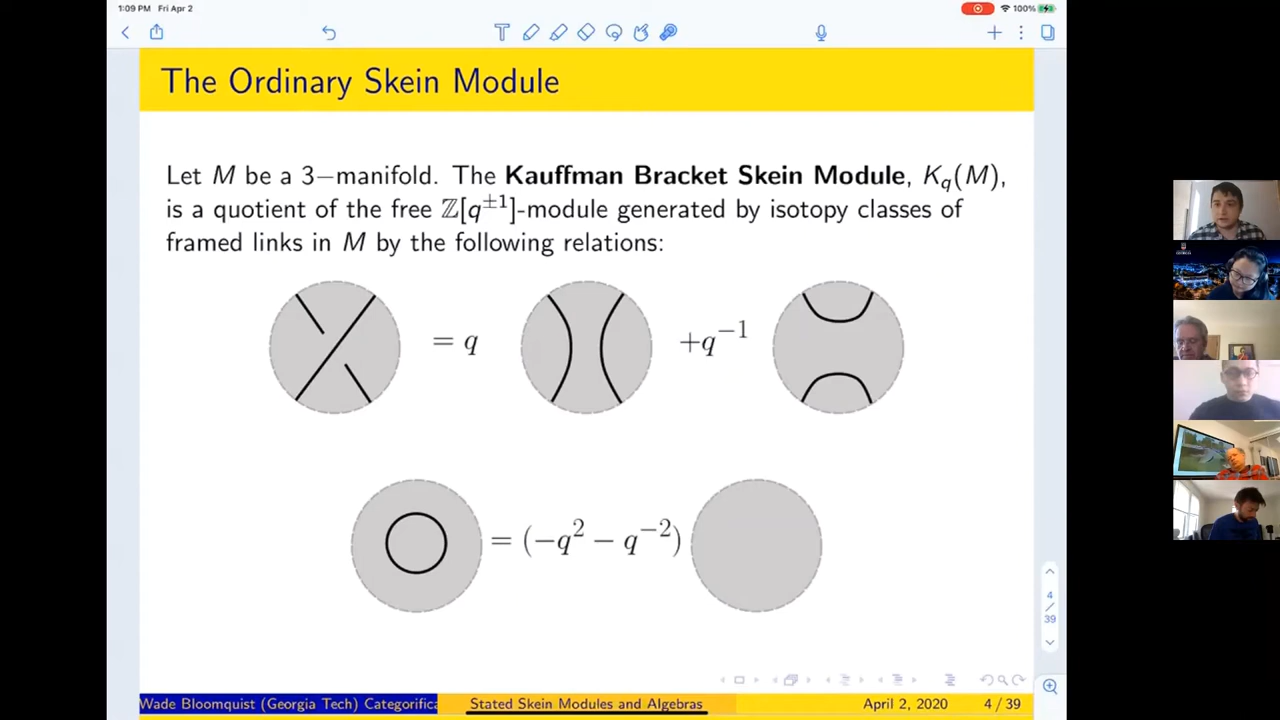 1:09 PM Fri Apr 2
100%
The Ordinary Skein Module
Let M be a 3−manifold. The Kauffman Bracket Skein Module, K_q(M),
is a quotient of the free ℤ[q^{±1}]-module generated by isotopy classes of
framed links in M by the following relations:
= q +q^{−1}
= (−q^2 − q^{−2})
4
/
39
Wade Bloomquist (Georgia Tech) Categorifica Stated Skein Modules and Algebras April 2, 2020 4 / 39